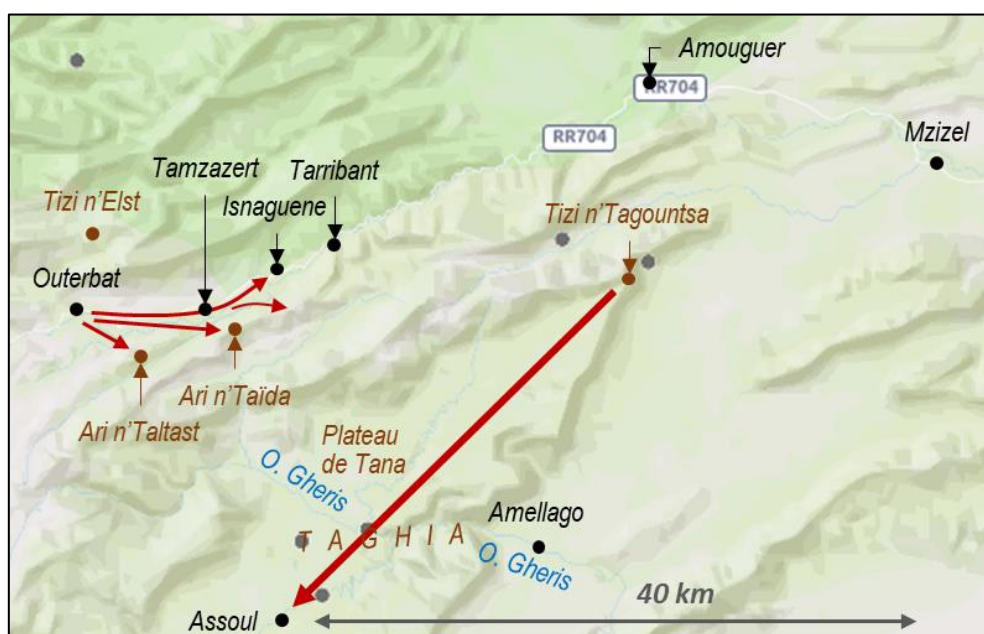 Amouguer
RR704
RR704
Mzizel
Tamzazert
Tarribant
Isnaguene
Tizi n’Elst
Tizi n’Tagountsa
Outerbat
Ari n’Taïda
Ari n’Taltast
Plateau
de Tana
O. Gheris
Amellago
T A G H I A
O. Gheris
40 km
Assoul